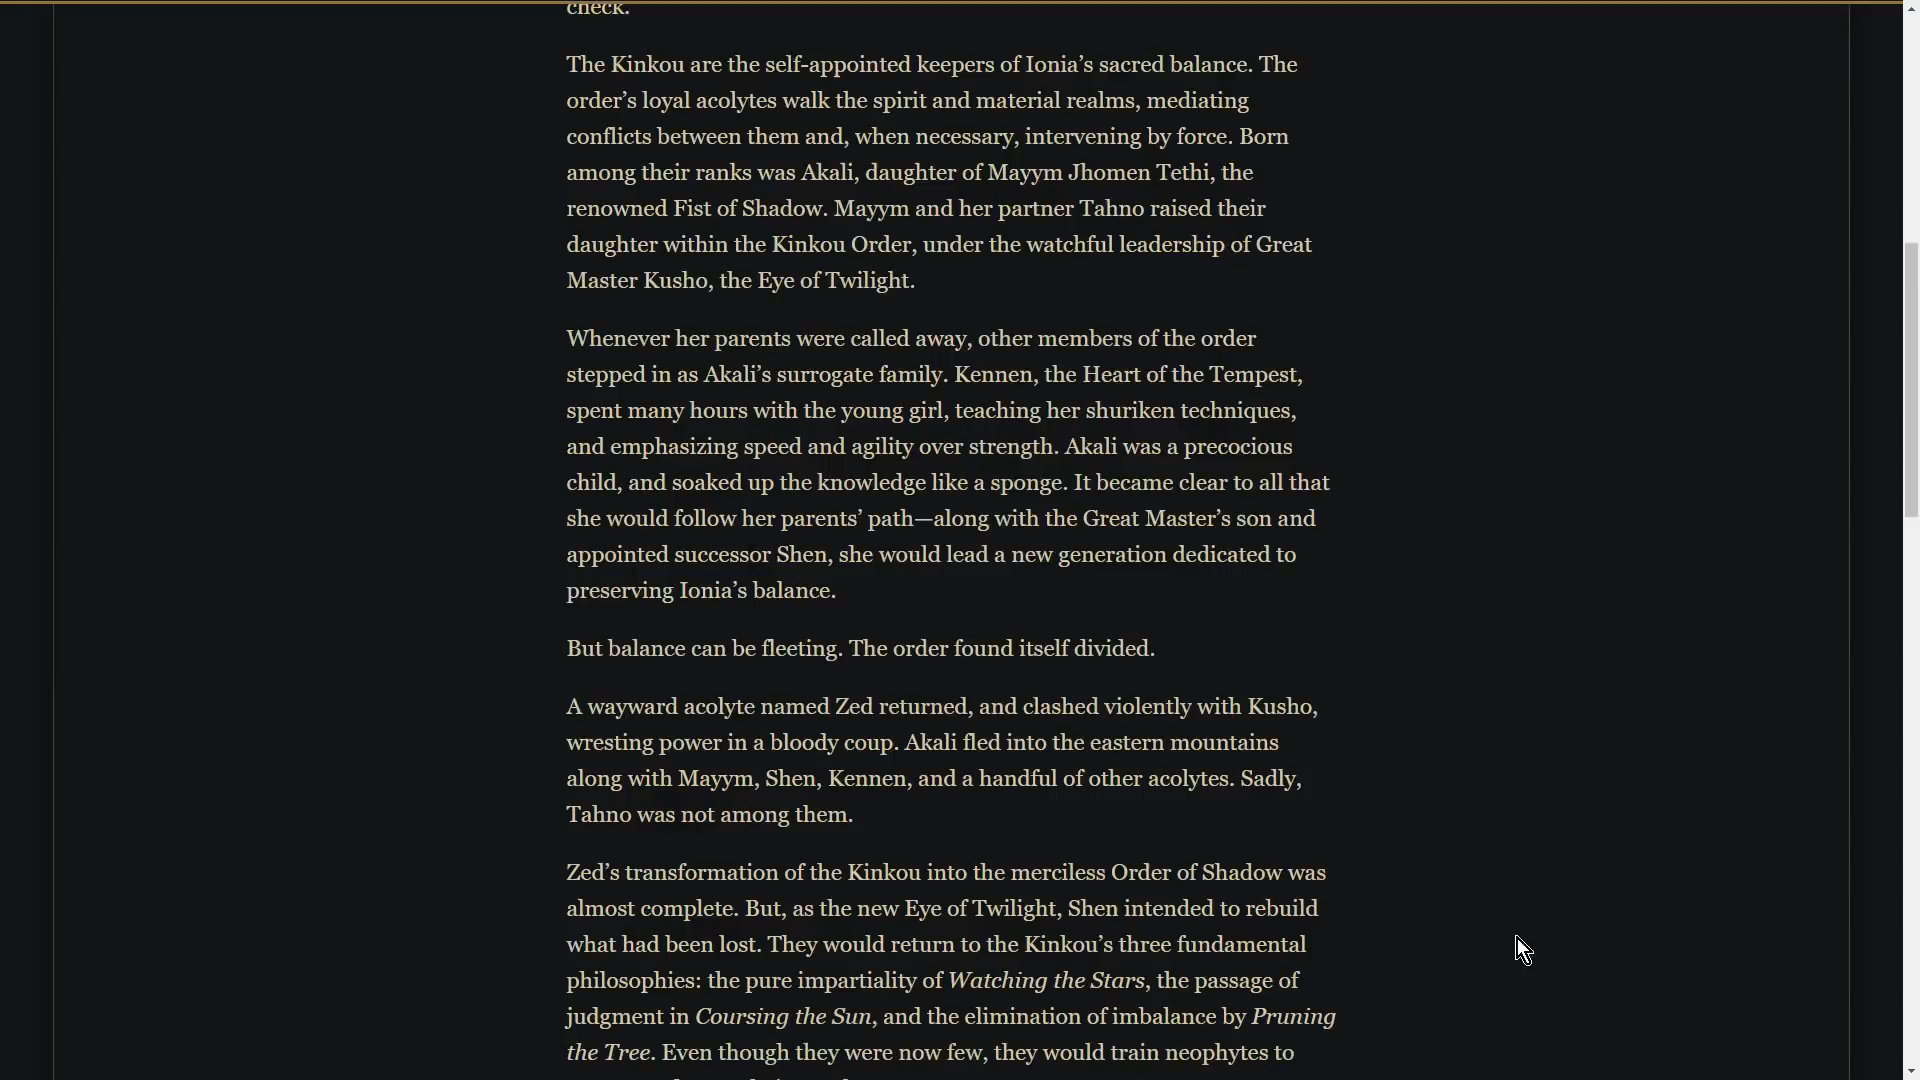 check.
The Kinkou are the self-appointed keepers of Ionia’s sacred balance. The
order’s loyal acolytes walk the spirit and material realms, mediating
conflicts between them and, when necessary, intervening by force. Born
among their ranks was Akali, daughter of Mayym Jhomen Tethi, the
renowned Fist of Shadow. Mayym and her partner Tahno raised their
daughter within the Kinkou Order, under the watchful leadership of Great
Master Kusho, the Eye of Twilight.
Whenever her parents were called away, other members of the order
stepped in as Akali’s surrogate family. Kennen, the Heart of the Tempest,
spent many hours with the young girl, teaching her shuriken techniques,
and emphasizing speed and agility over strength. Akali was a precocious
child, and soaked up the knowledge like a sponge. It became clear to all that
she would follow her parents’ path—along with the Great Master’s son and
appointed successor Shen, she would lead a new generation dedicated to
preserving Ionia’s balance.
But balance can be fleeting. The order found itself divided.
A wayward acolyte named Zed returned, and clashed violently with Kusho,
wresting power in a bloody coup. Akali fled into the eastern mountains
along with Mayym, Shen, Kennen, and a handful of other acolytes. Sadly,
Tahno was not among them.
Zed’s transformation of the Kinkou into the merciless Order of Shadow was
almost complete. But, as the new Eye of Twilight, Shen intended to rebuild
what had been lost. They would return to the Kinkou’s three fundamental
philosophies: the pure impartiality of Watching the Stars, the passage of
judgment in Coursing the Sun, and the elimination of imbalance by Pruning
the Tree. Even though they were now few, they would train neophytes to